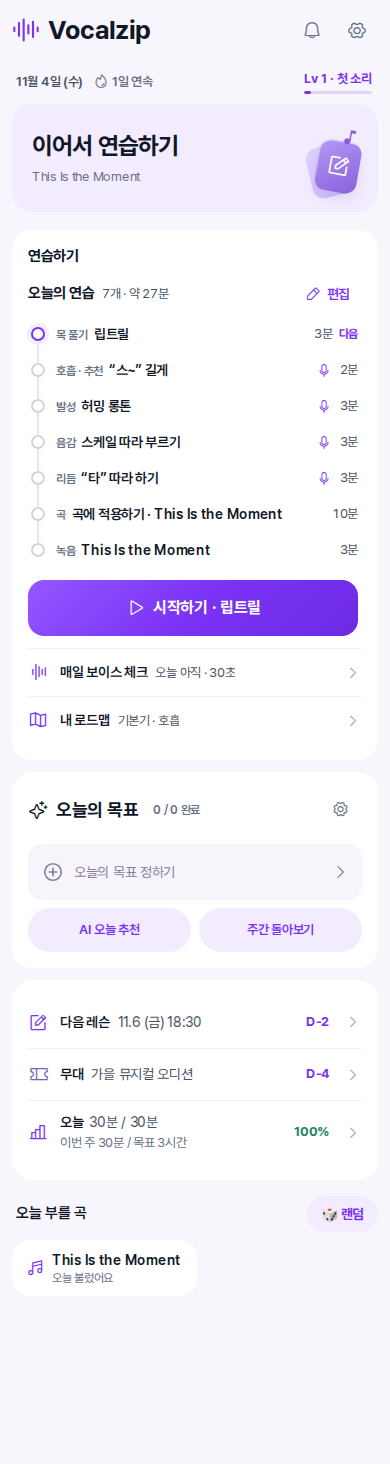 Vocalzip
11월 4일 (수) 1일 연속 Lv 1 · 첫 소리
이어서 연습하기
This Is the Moment
연습하기
오늘의 연습 7개 · 약 27분 편집
목 풀기 립트릴 3분 다음
호흡 · 추천 “스~” 길게 2분
발성 허밍 롱톤 3분
음감 스케일 따라 부르기 3분
리듬 “타” 따라 하기 3분
곡 곡에 적용하기 · This Is the Moment 10분
녹음 This Is the Moment 3분
시작하기 · 립트릴
매일 보이스 체크 오늘 아직 · 30초
내 로드맵 기본기 · 호흡
오늘의 목표 0 / 0 완료
오늘의 목표 정하기
AI 오늘 추천 주간 돌아보기
다음 레슨 11.6 (금) 18:30 D-2
무대 가을 뮤지컬 오디션 D-4
오늘 30분 / 30분 100%
이번 주 30분 / 목표 3시간
오늘 부를 곡 랜덤
This Is the Moment
오늘 불렀어요